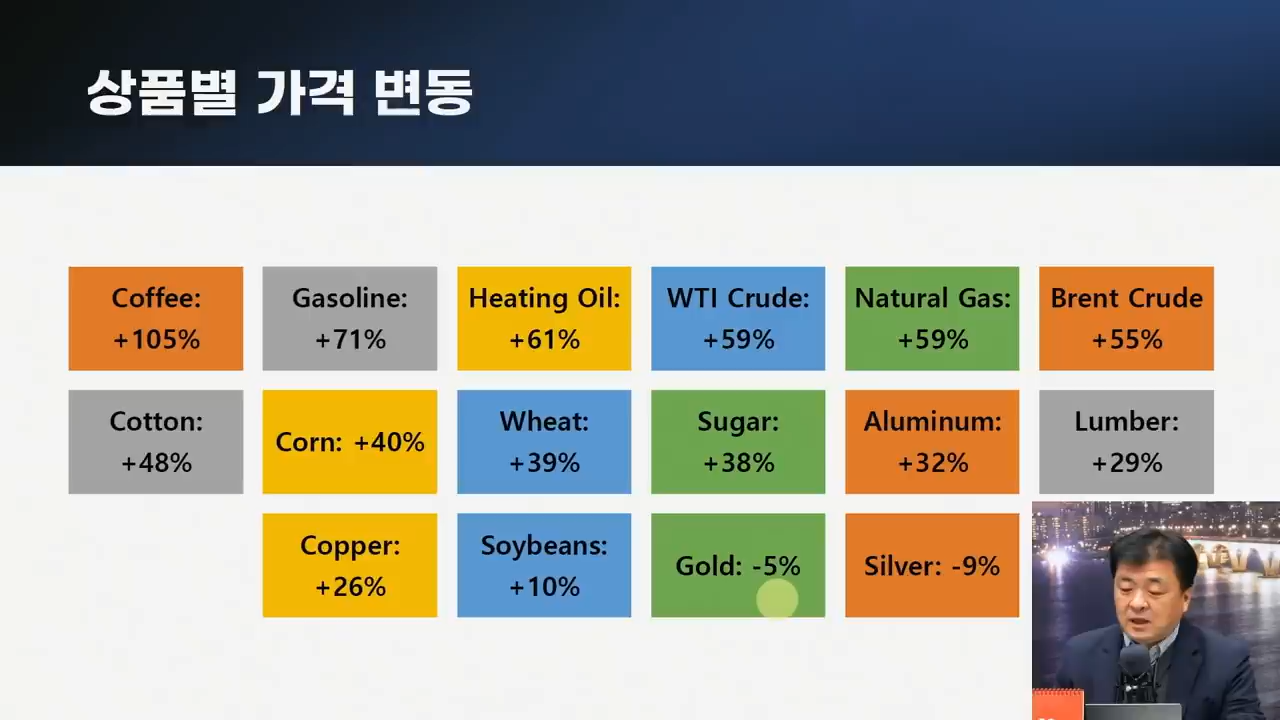 상품별 가격 변동
Coffee:
+105%
Gasoline:
+71%
Heating Oil:
+61%
WTI Crude:
+59%
Natural Gas:
+59%
Brent Crude
+55%
Cotton:
+48%
Corn: +40%
Wheat:
+39%
Sugar:
+38%
Aluminum:
+32%
Lumber:
+29%
Copper:
+26%
Soybeans:
+10%
Gold: -5%
Silver: -9%